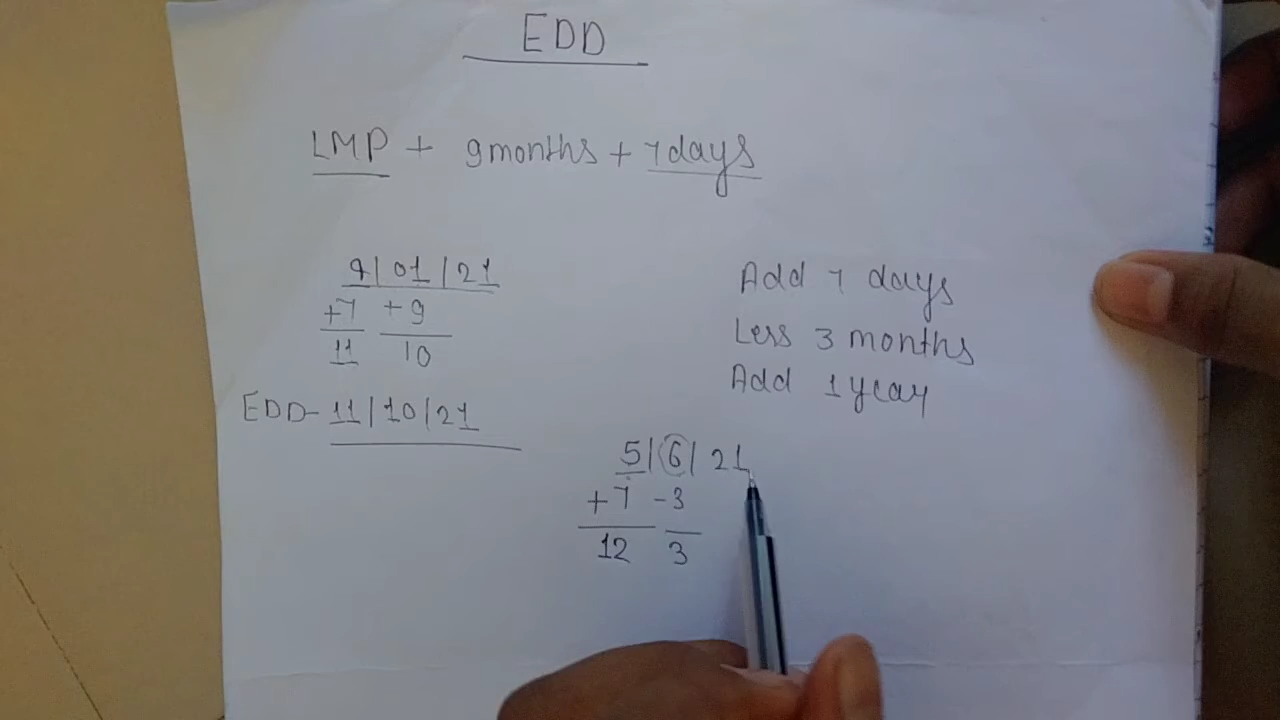 EDD
LMP + 9 months + 7 days
4/01/21
+7 +9
11 10
EDD- 11/10/21
Add 7 days
Less 3 months
Add 1 year
5/6/21
+7 -3
12 3